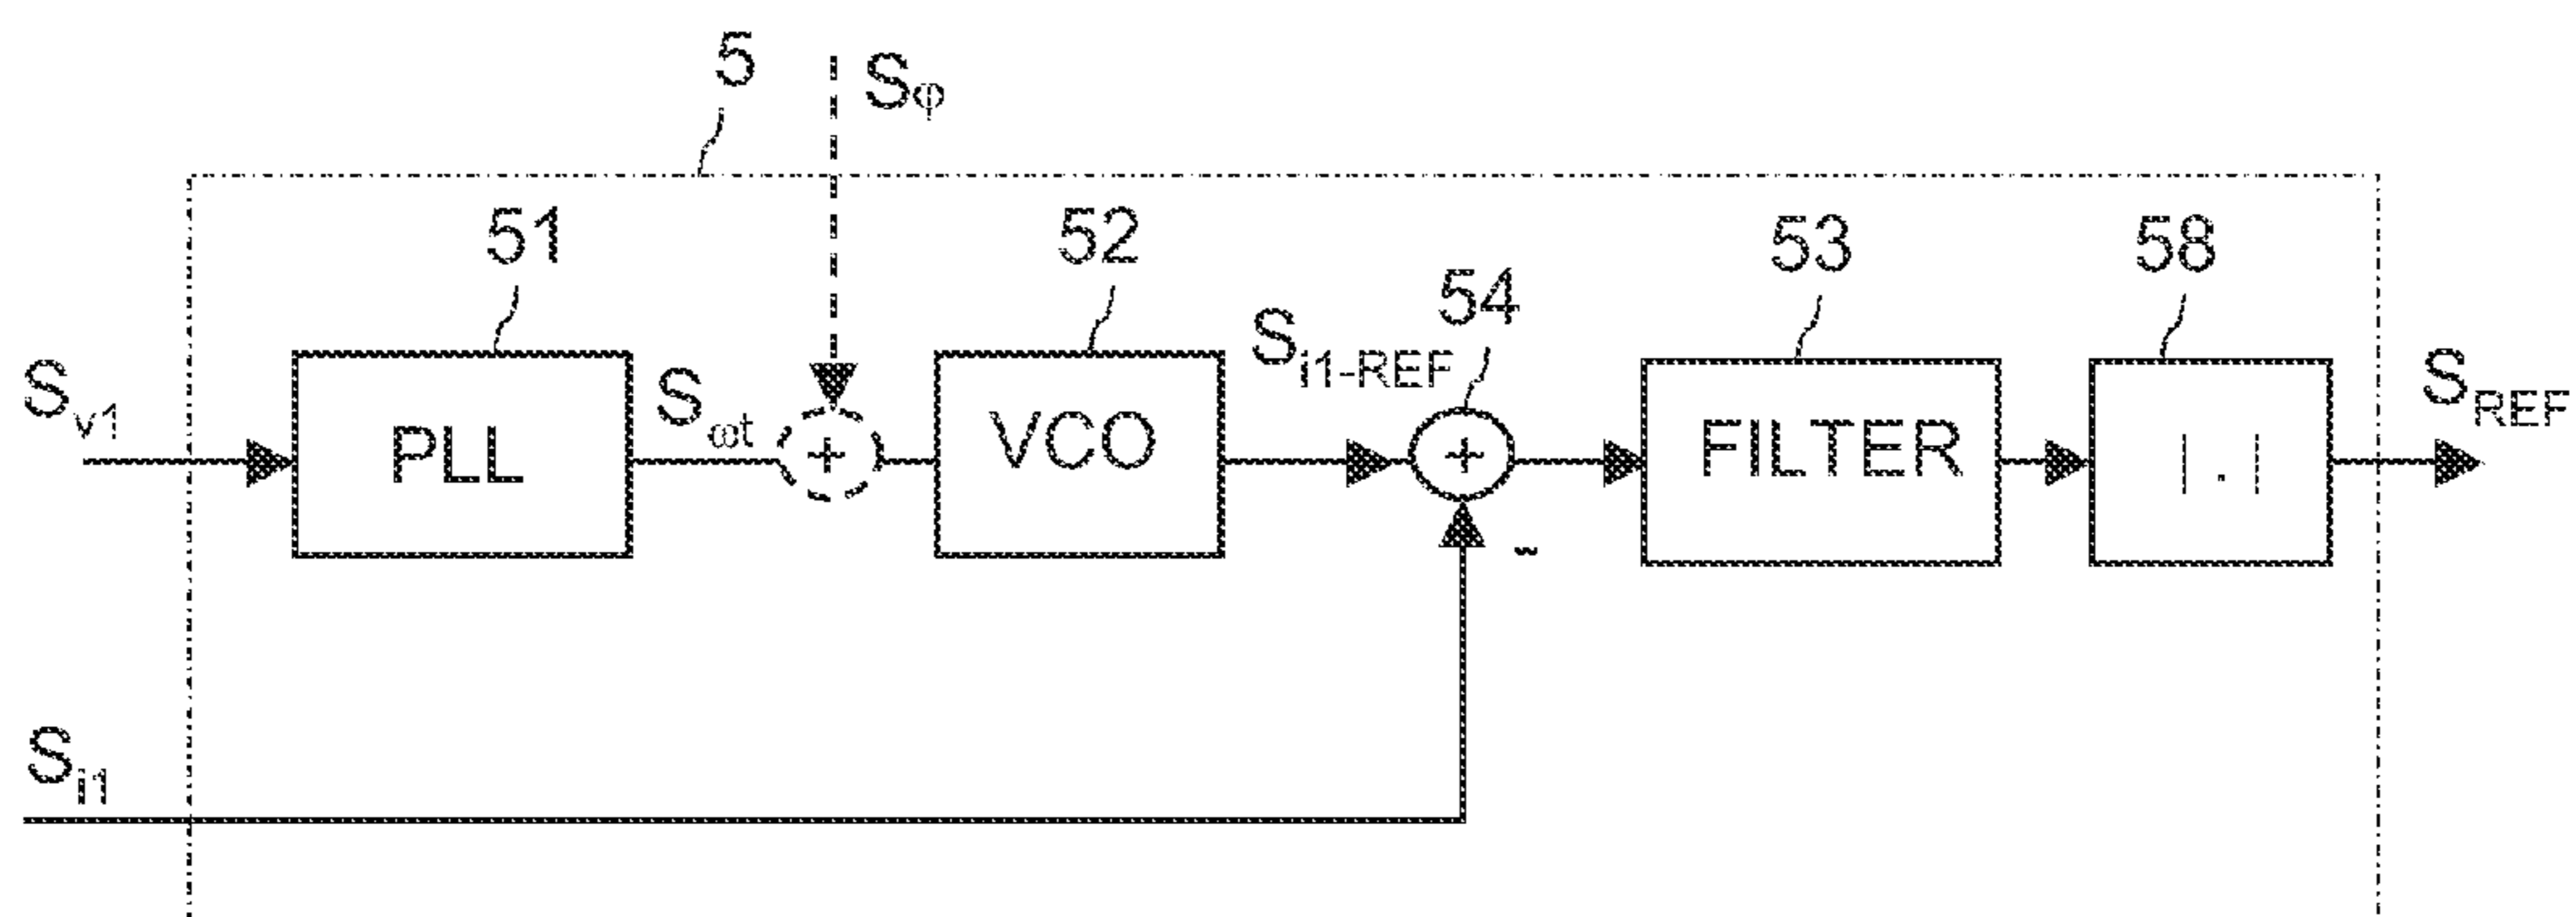 5
Sφ
51
52
53
58
54
Sv1
PLL
Sωt
+
VCO
Si1-REF
+
FILTER
|.|
SREF
-
Si1